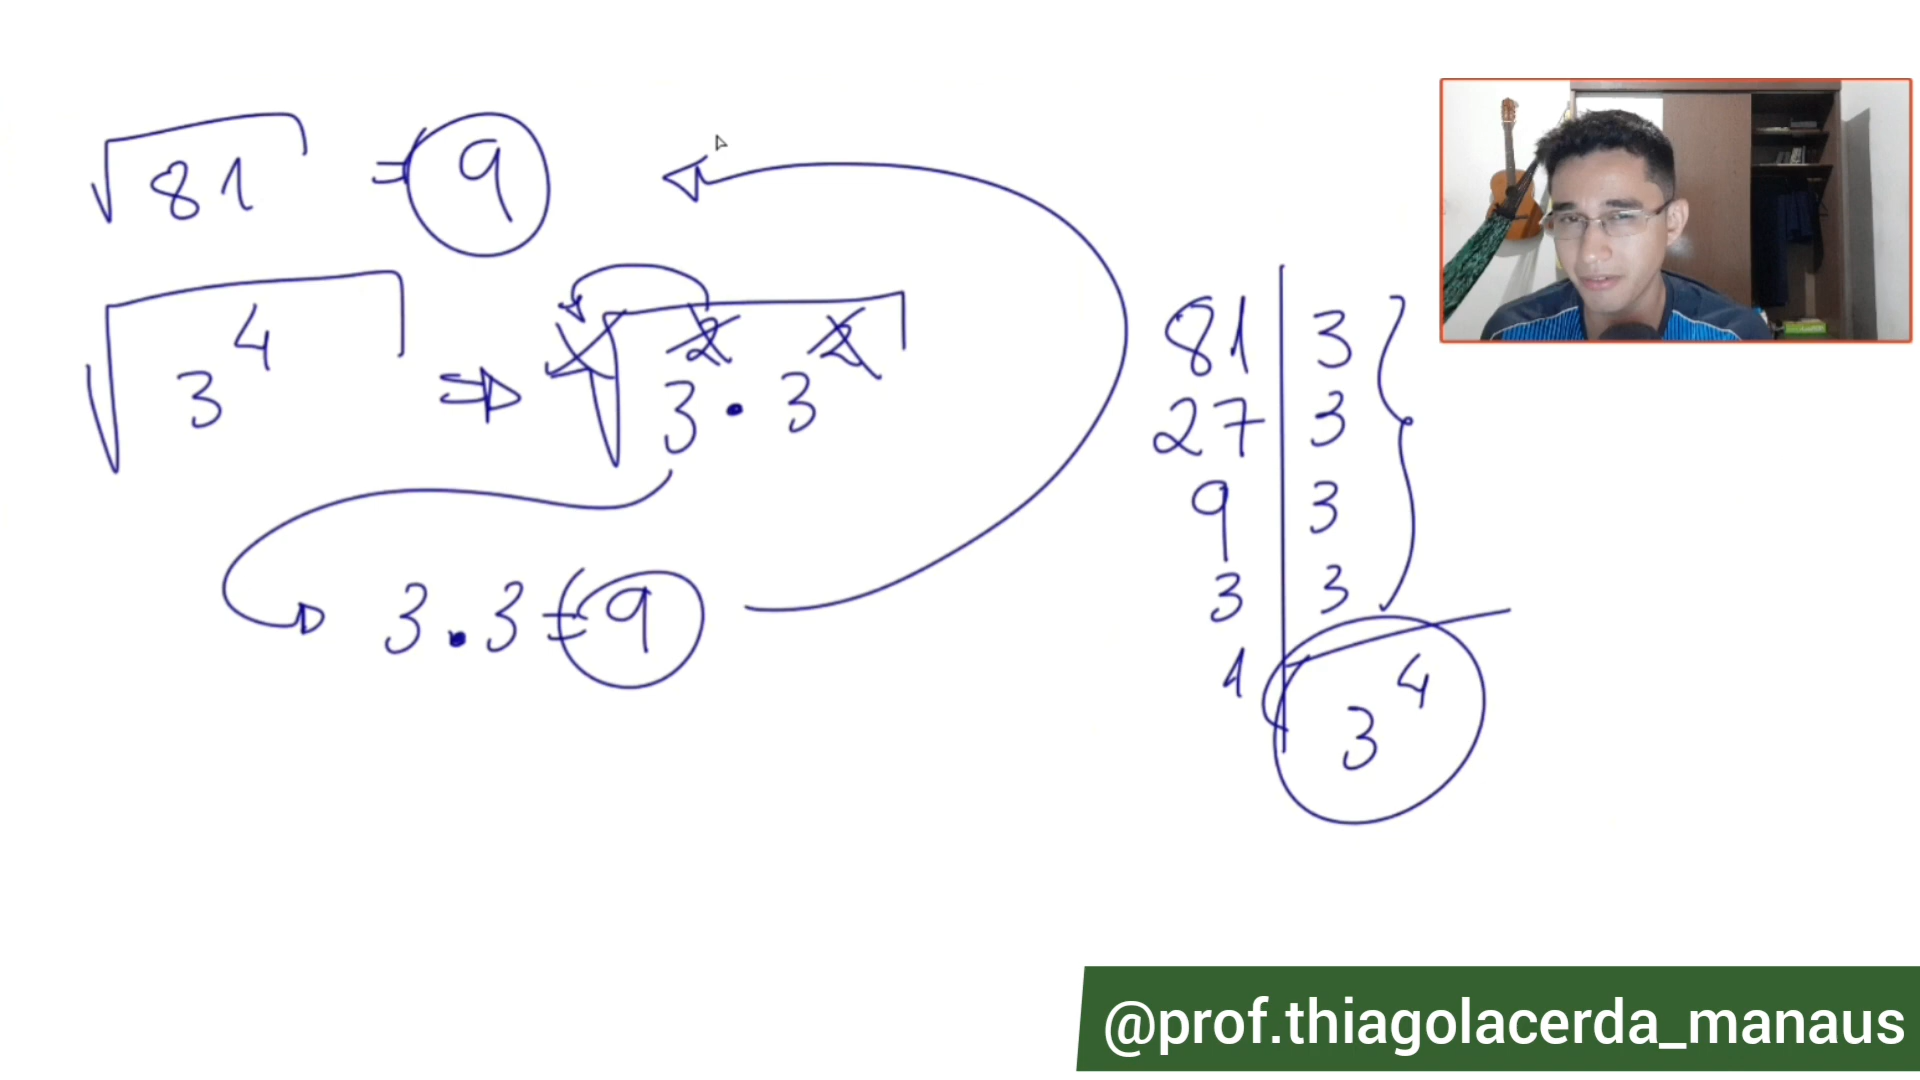 √81 = 9
√3⁴ ⇒ ²√3² · 3²
3 . 3 = 9
81 | 3
27 | 3
9 | 3
3 | 3
1 | 3⁴
@prof.thiagolacerda_manaus